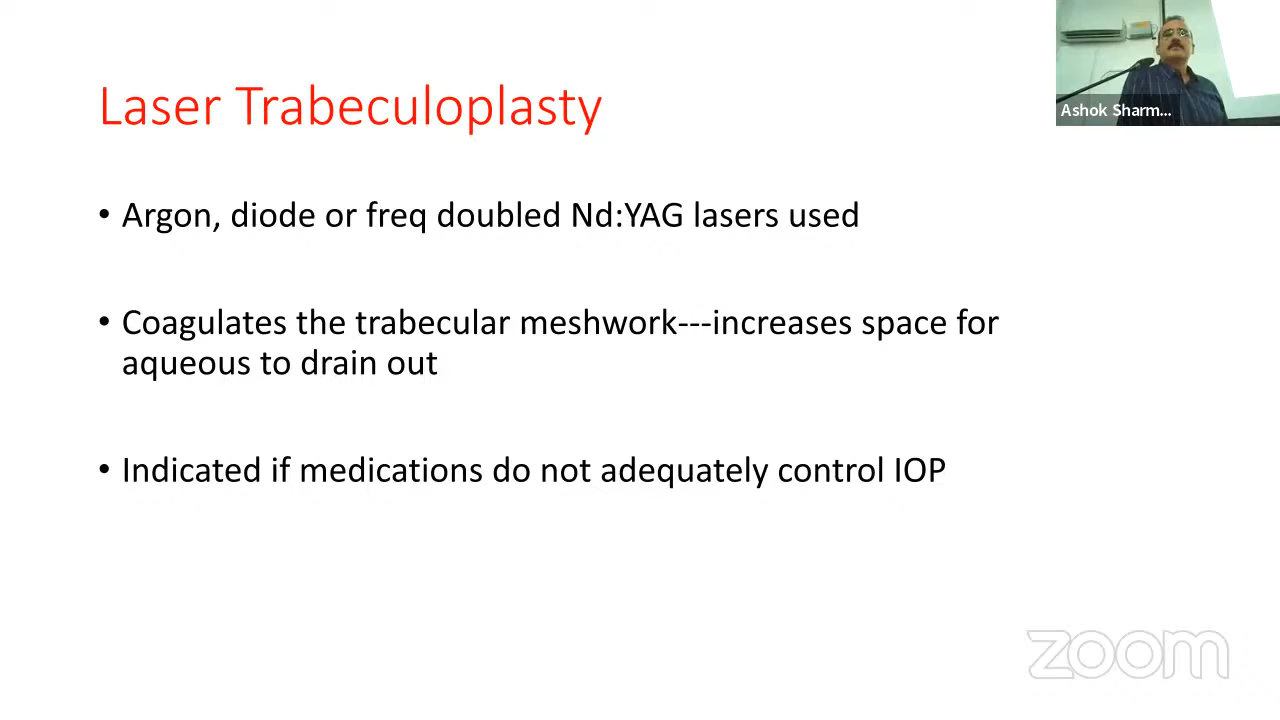 Laser Trabeculoplasty
Ashok Sharm...
• Argon, diode or freq doubled Nd:YAG lasers used
• Coagulates the trabecular meshwork---increases space for
aqueous to drain out
• Indicated if medications do not adequately control IOP
zoom